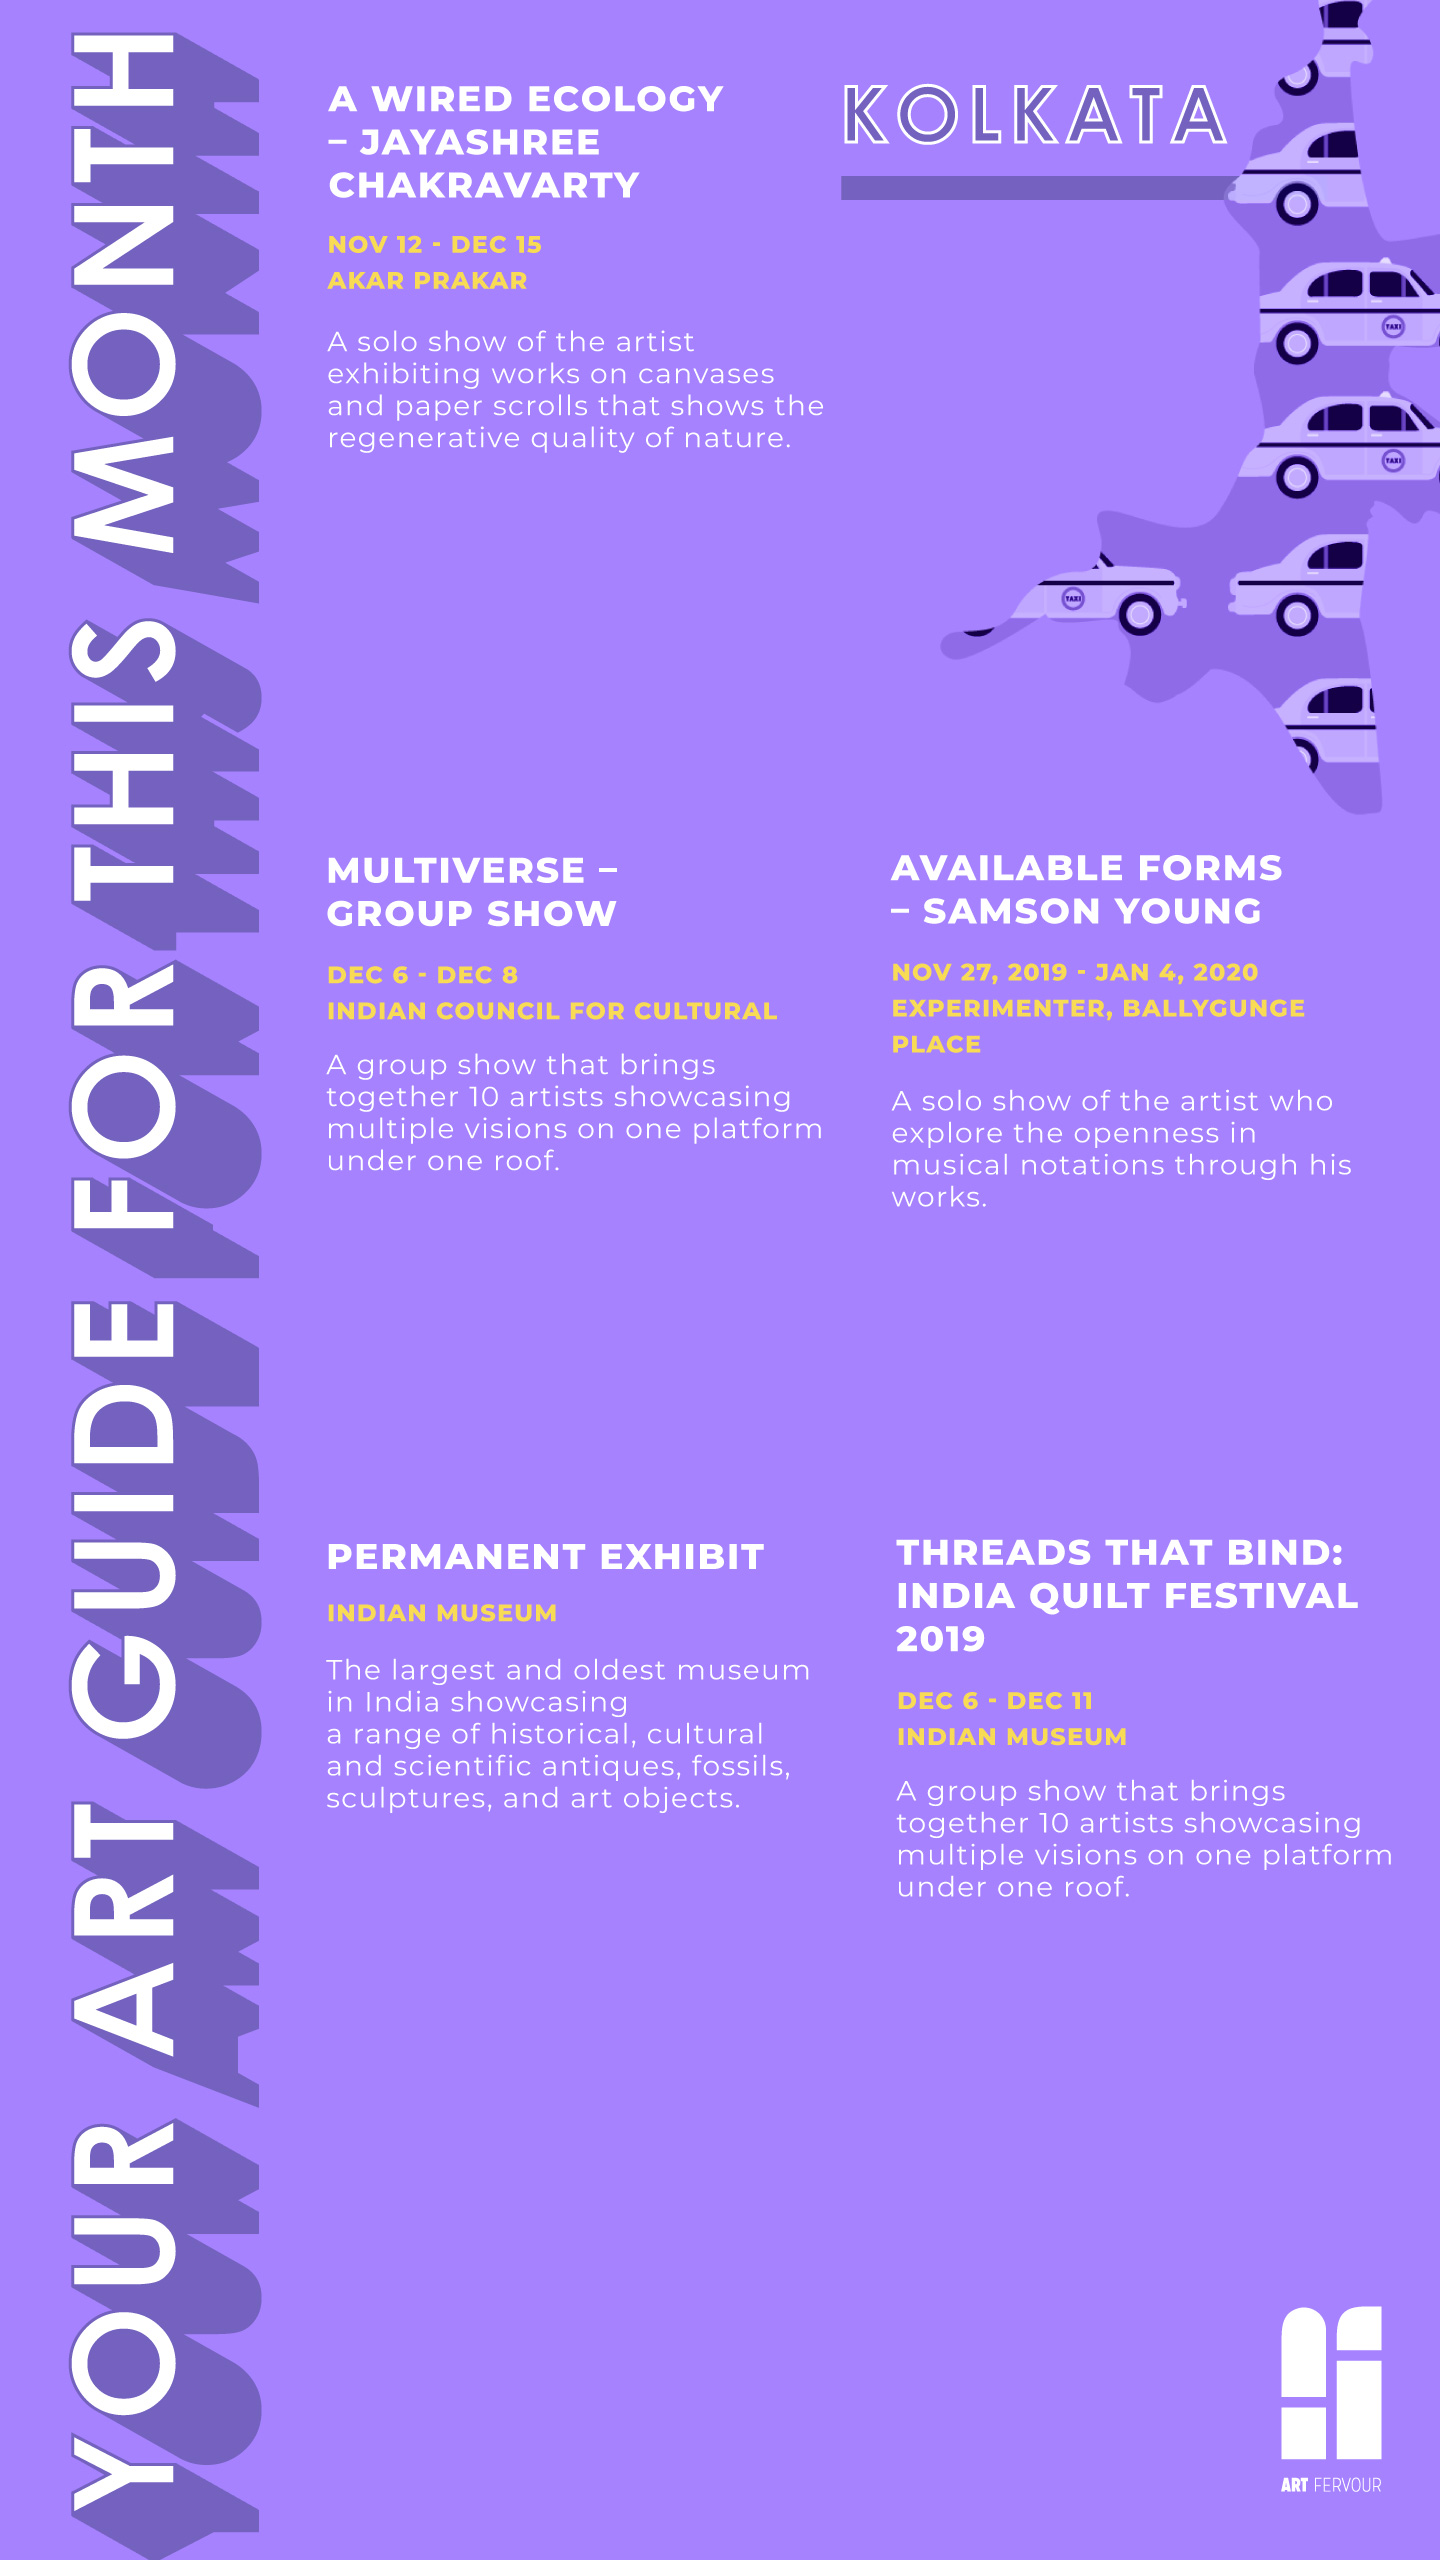 YOUR ART GUIDE FOR THIS MONTH
KOLKATA
A WIRED ECOLOGY
– JAYASHREE
CHAKRAVARTY
NOV 12 - DEC 15
AKAR PRAKAR
A solo show of the artist
exhibiting works on canvases
and paper scrolls that shows the
regenerative quality of nature.
TAXI
TAXI
TAXI
MULTIVERSE –
GROUP SHOW
DEC 6 - DEC 8
INDIAN COUNCIL FOR CULTURAL
A group show that brings
together 10 artists showcasing
multiple visions on one platform
under one roof.
AVAILABLE FORMS
– SAMSON YOUNG
NOV 27, 2019 - JAN 4, 2020
EXPERIMENTER, BALLYGUNGE
PLACE
A solo show of the artist who
explore the openness in
musical notations through his
works.
PERMANENT EXHIBIT
INDIAN MUSEUM
The largest and oldest museum
in India showcasing
a range of historical, cultural
and scientific antiques, fossils,
sculptures, and art objects.
THREADS THAT BIND:
INDIA QUILT FESTIVAL
2019
DEC 6 - DEC 11
INDIAN MUSEUM
A group show that brings
together 10 artists showcasing
multiple visions on one platform
under one roof.
ART FERVOUR